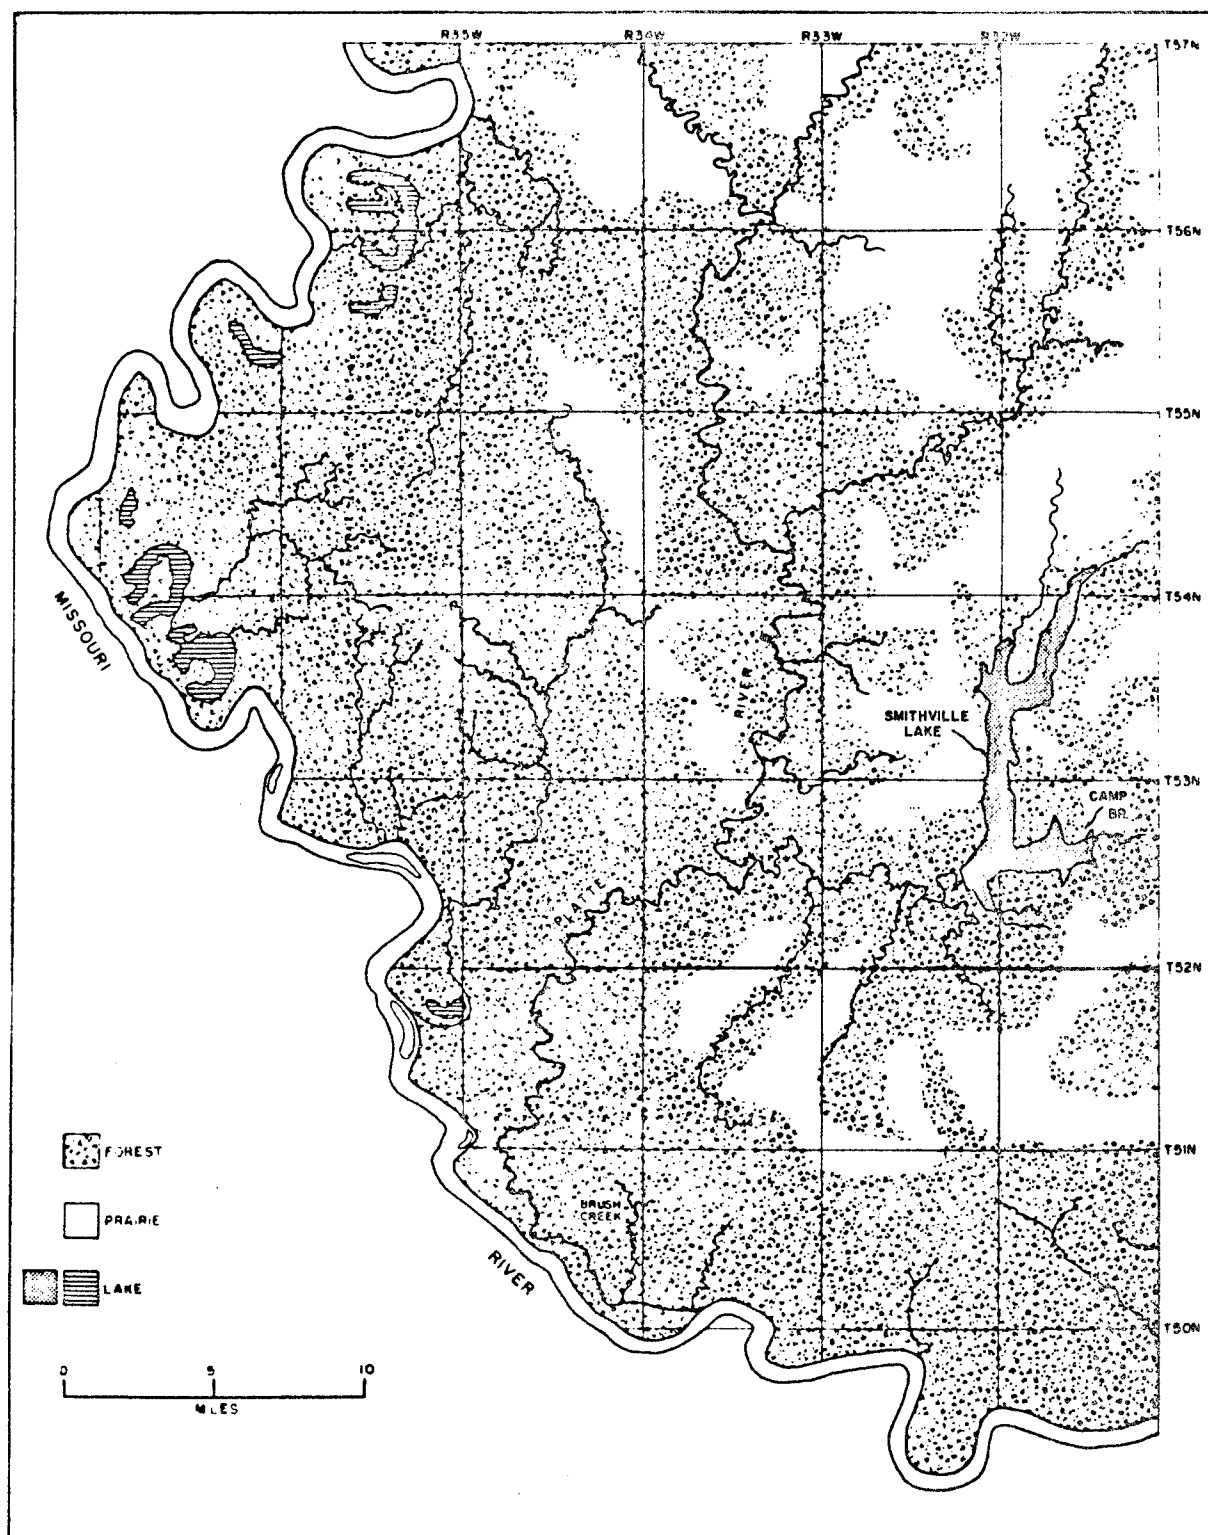 R35W R34W R33W R32W
T57N
T56N
T55N
T54N
MISSOURI
RIVER
SMITHVILLE
LAKE
T53N
CAMP
BR.
PLATTE
T52N
FOREST
T51N
BRUSH
CREEK
PRAIRIE
RIVER
LAKE
T50N
0 5 10
MILES